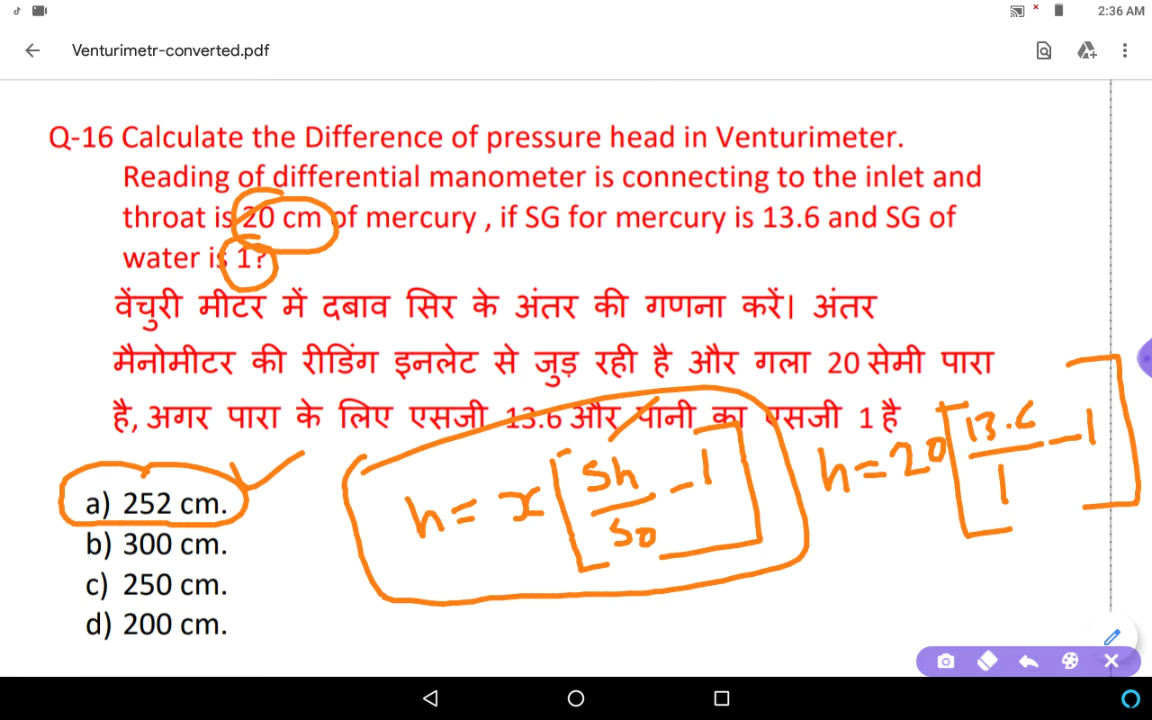 2:36 AM
Venturimetr-converted.pdf
Q-16 Calculate the Difference of pressure head in Venturimeter.
Reading of differential manometer is connecting to the inlet and
throat is 20 cm of mercury , if SG for mercury is 13.6 and SG of
water is 1?
वेंचुरी मीटर में दबाव सिर के अंतर की गणना करें। अंतर
मैनोमीटर की रीडिंग इनलेट से जुड़ रही है और गला 20 सेमी पारा
है, अगर पारा के लिए एसजी 13.6 और पानी का एसजी 1 है
a) 252 cm.
b) 300 cm.
c) 250 cm.
d) 200 cm.
h = x [ Sh / So - 1 ]
h = 20 [ 13.6 / 1 - 1 ]